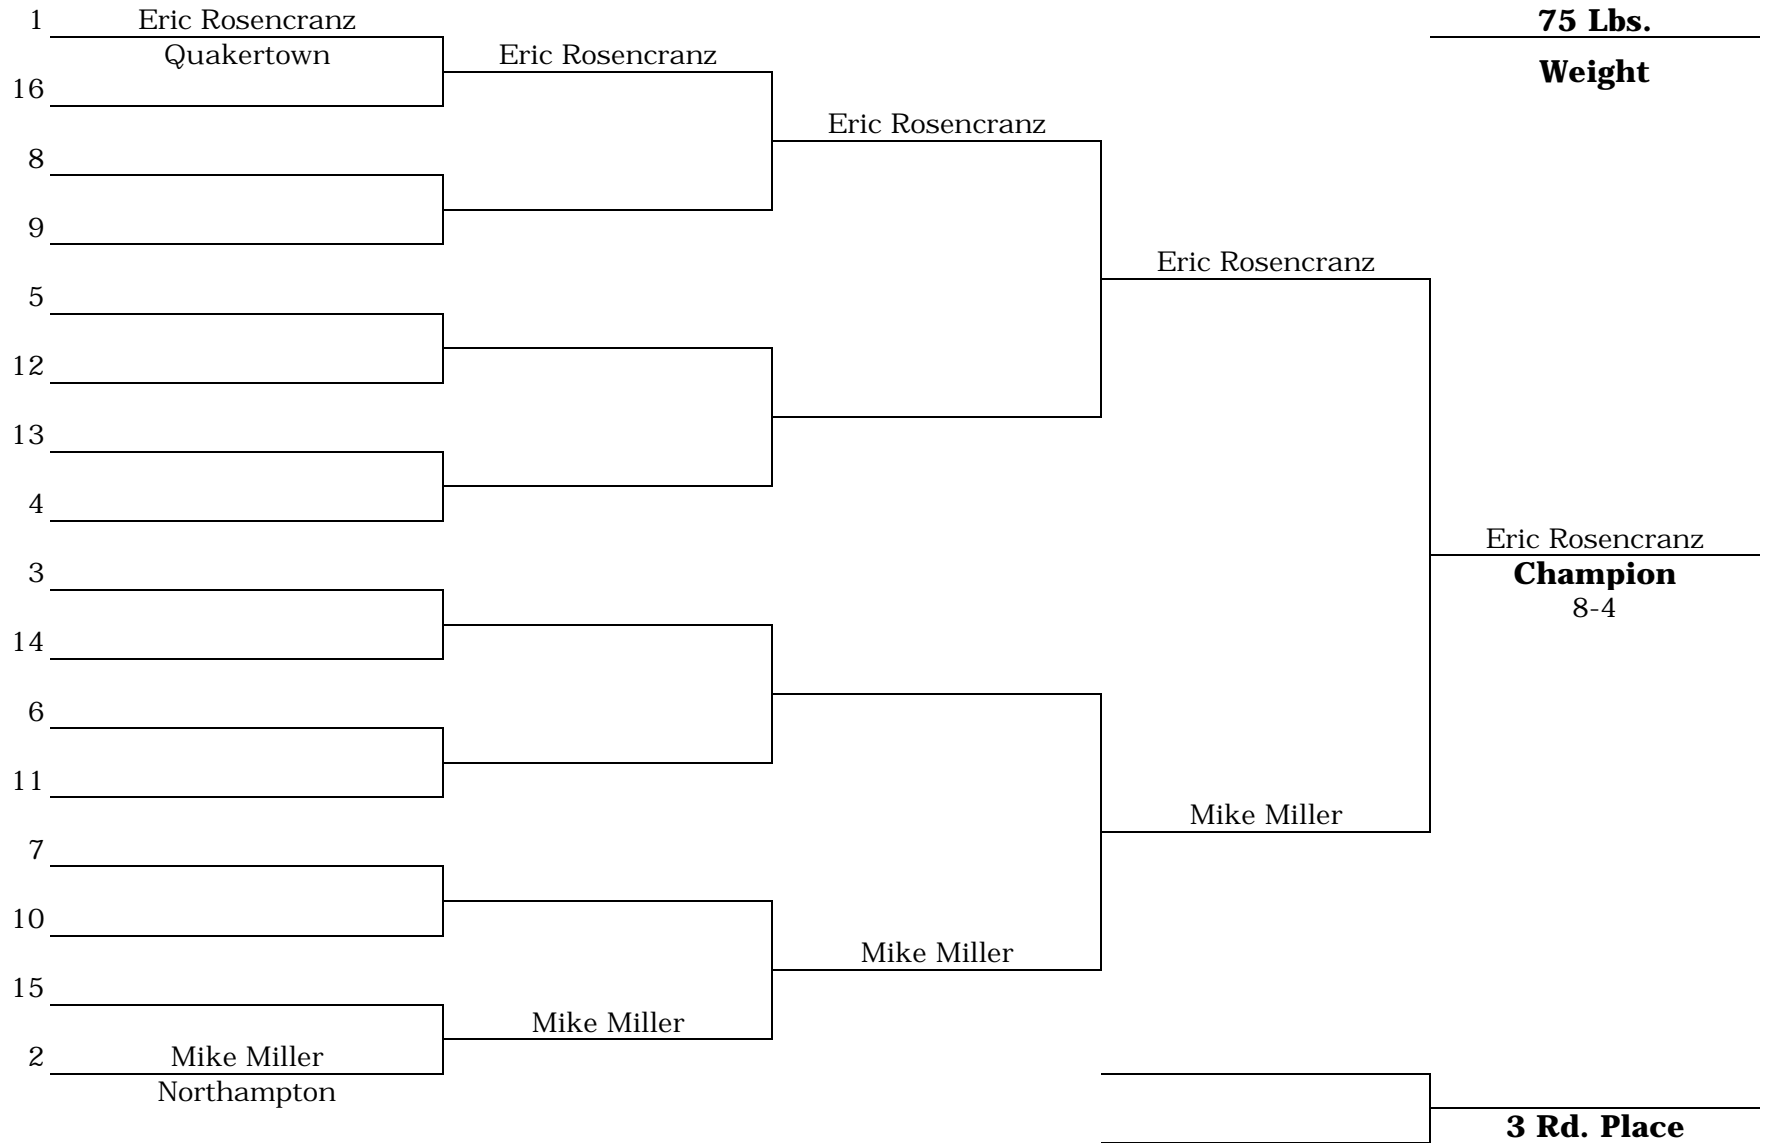 1 Eric Rosencranz
75 Lbs.
Quakertown
Eric Rosencranz
Weight
16
Eric Rosencranz
8
9
Eric Rosencranz
5
12
13
4
Eric Rosencranz
3
Champion
8-4
14
6
11
Mike Miller
7
10
Mike Miller
15
Mike Miller
2 Mike Miller
Northampton
3 Rd. Place